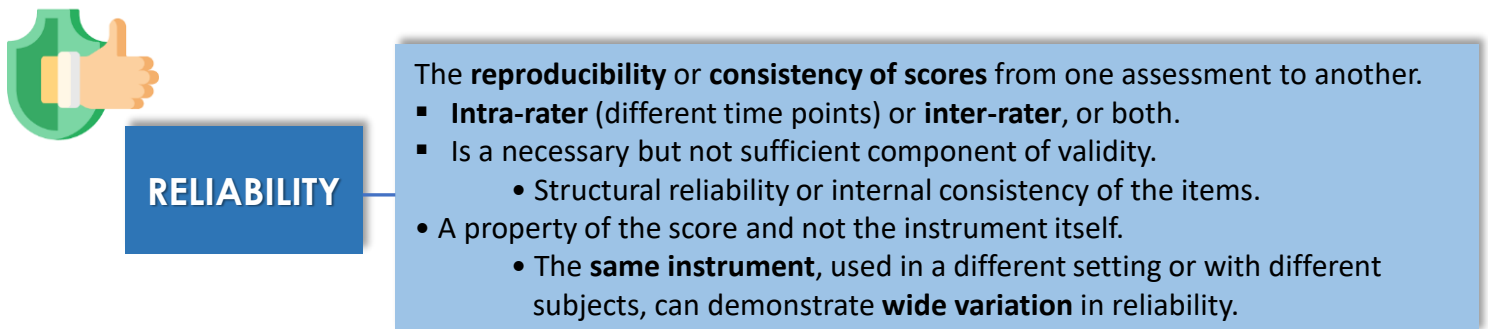 RELIABILITY
The reproducibility or consistency of scores from one assessment to another.
▪ Intra-rater (different time points) or inter-rater, or both.
▪ Is a necessary but not sufficient component of validity.
• Structural reliability or internal consistency of the items.
• A property of the score and not the instrument itself.
• The same instrument, used in a different setting or with different
subjects, can demonstrate wide variation in reliability.